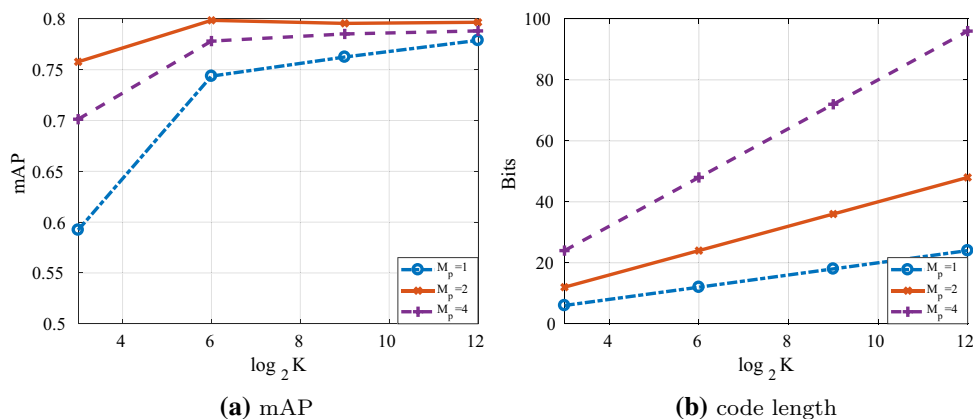 0.8
0.75
0.7
0.65
0.6
0.55
0.5
mAP
4 6 8 10 12
log 2 K
M p =1
M p =2
M p =4
(a) mAP
100
80
60
40
20
0
Bits
4 6 8 10 12
log 2 K
M p =1
M p =2
M p =4
(b) code length